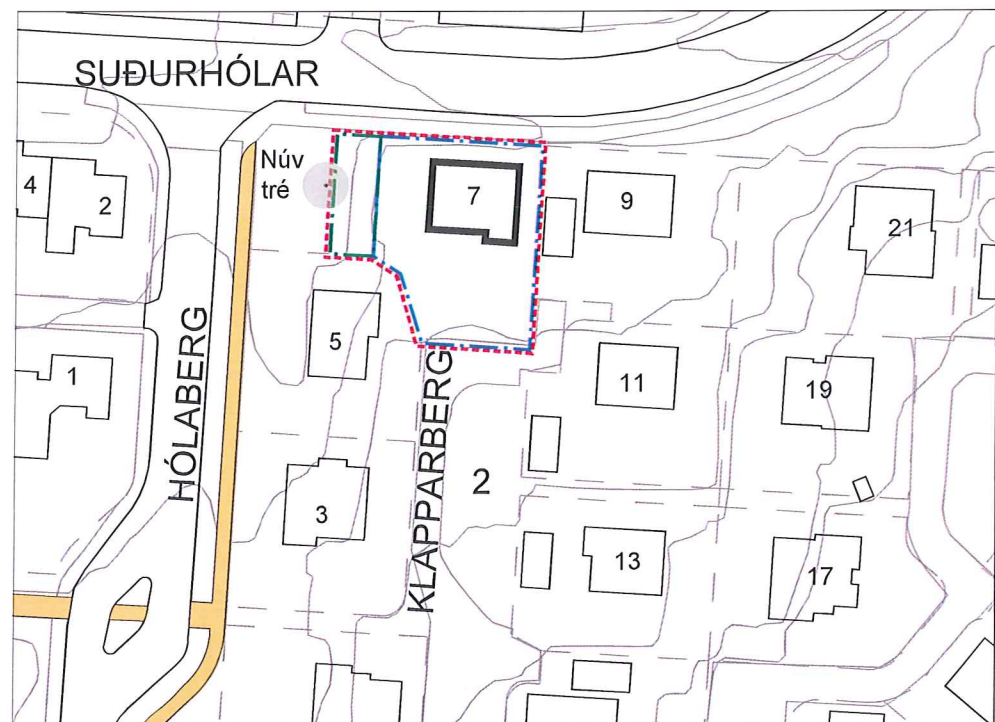 SUÐURHÓLAR
Núv
tré
4
2
7
9
21
HÓLABERG
5
1
KLAPPARBERG
11
19
2
3
13
17